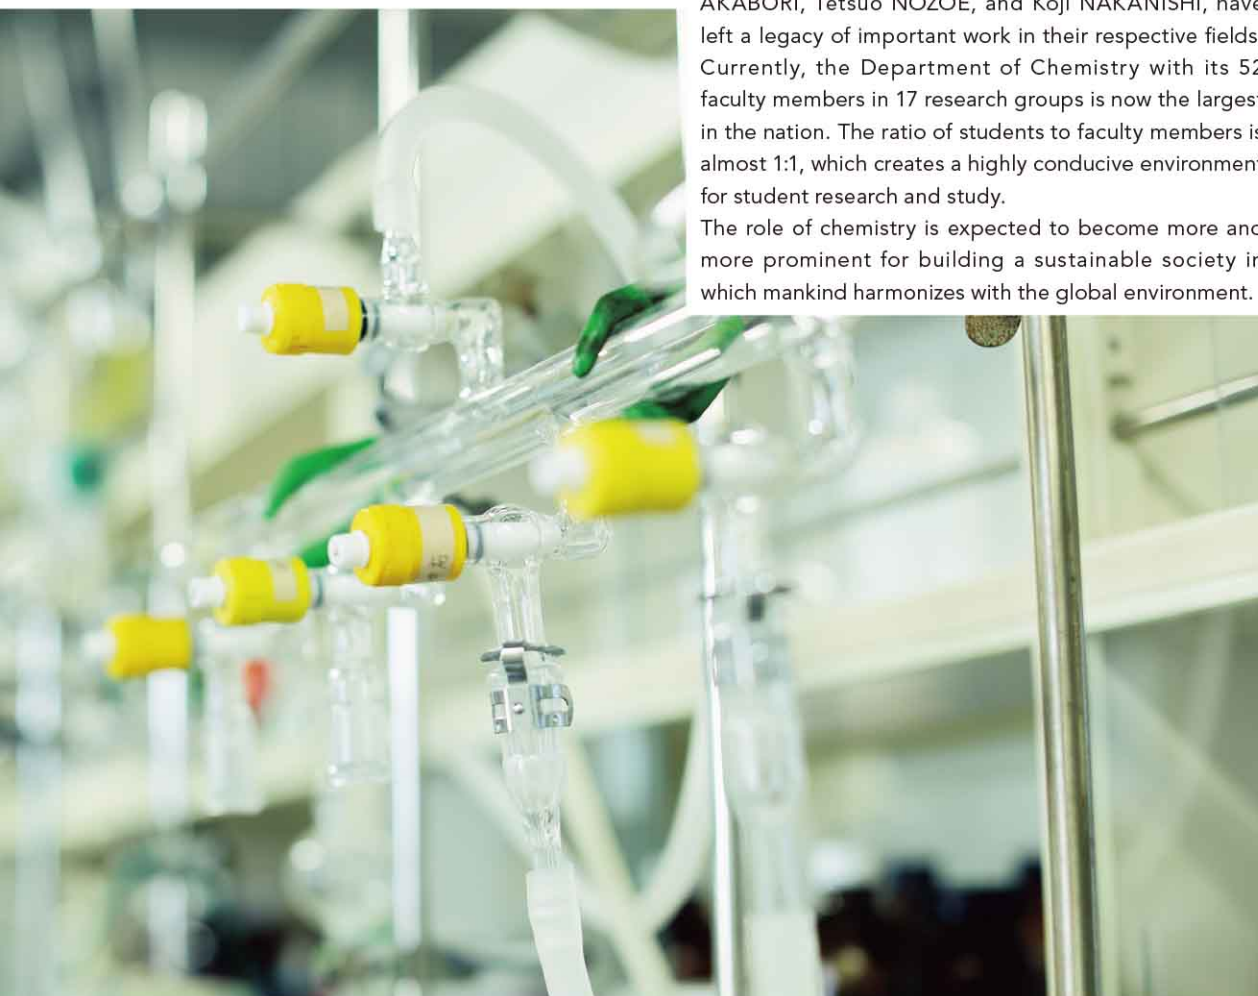 AKABORI, Tetsuo NOZOE, and Koji NAKANISHI, have
left a legacy of important work in their respective fields
Currently, the Department of Chemistry with its 52
faculty members in 17 research groups is now the largest
in the nation. The ratio of students to faculty members is
almost 1:1, which creates a highly conducive environment
for student research and study.
The role of chemistry is expected to become more and
more prominent for building a sustainable society in
which mankind harmonizes with the global environment.